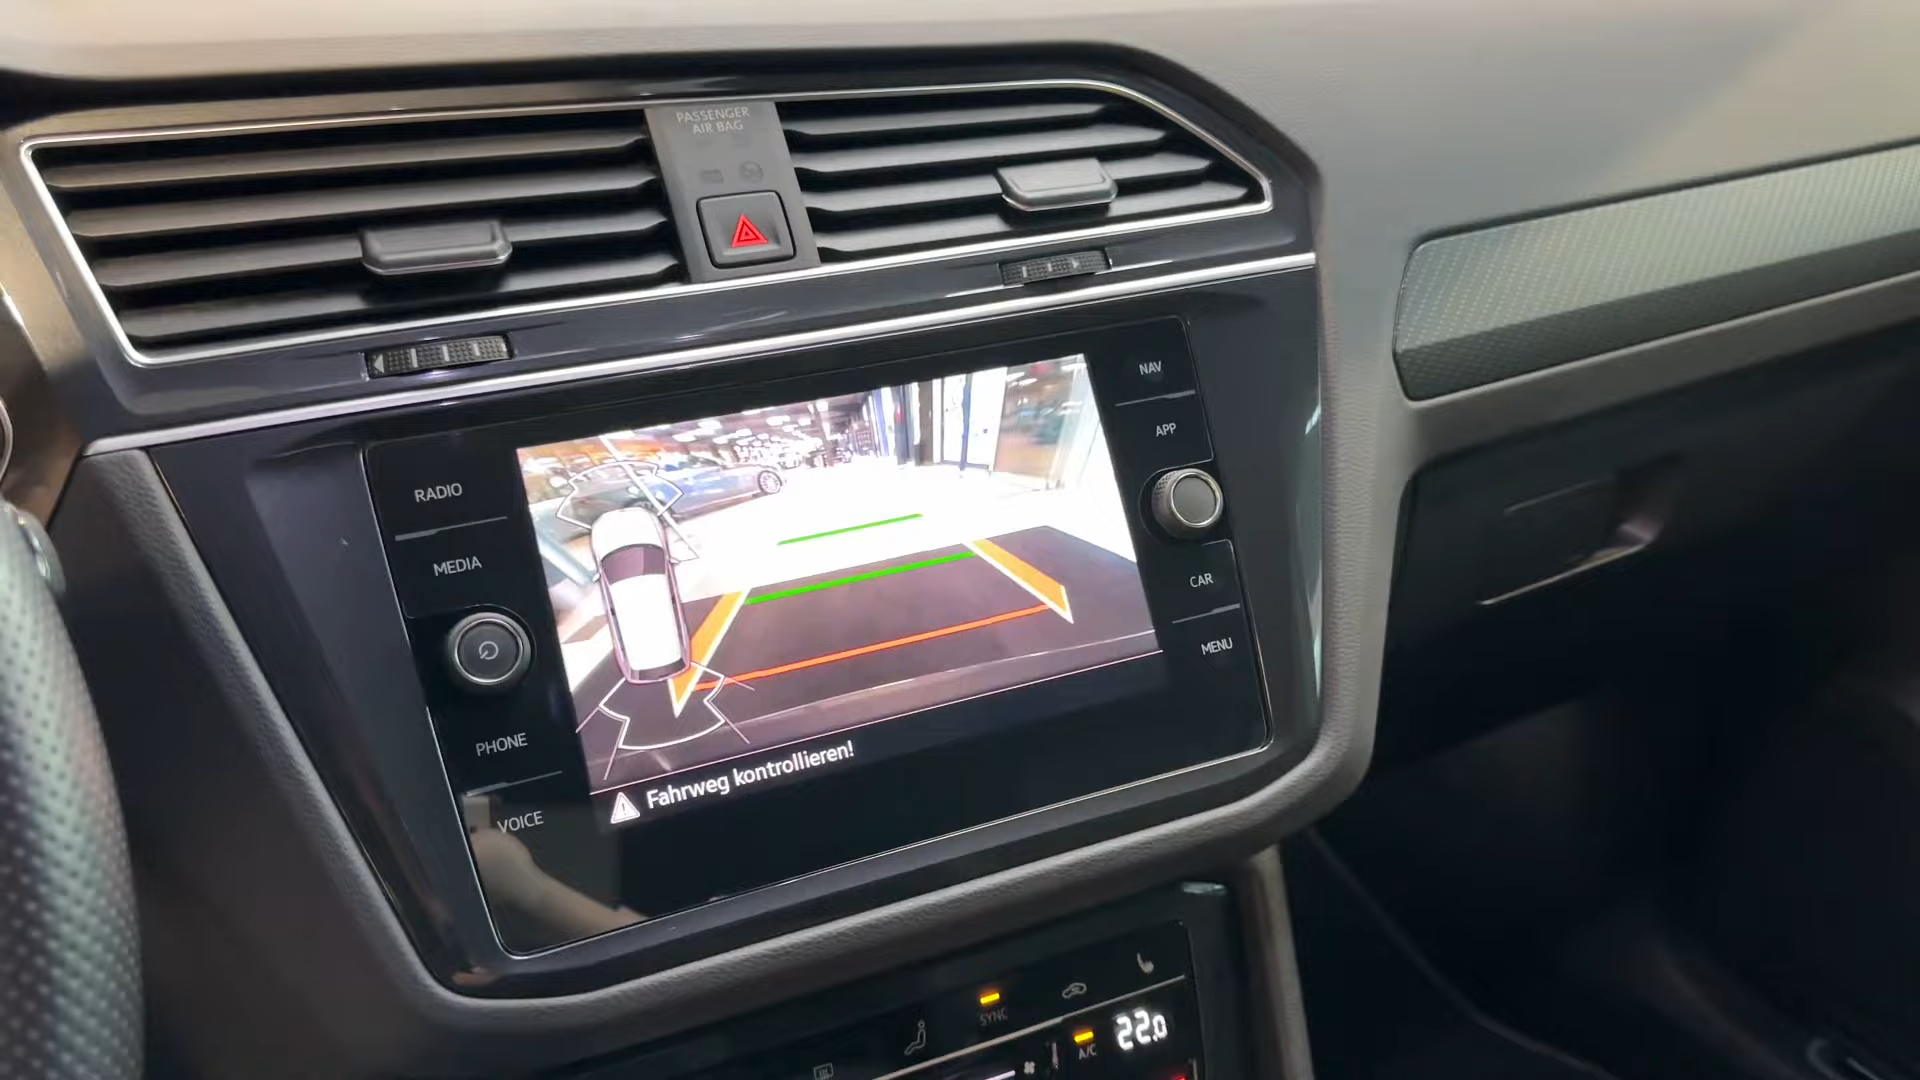 PASSENGER
AIR BAG
NAV
APP
RADIO
MEDIA
CAR
MENU
PHONE
VOICE
Fahrweg kontrollieren!
SYNC
A/C
22.0